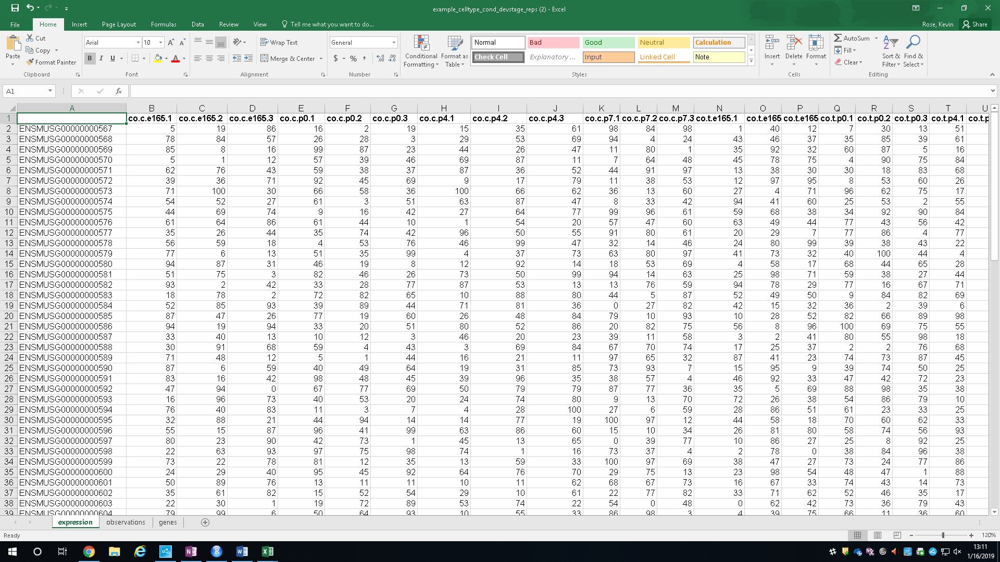 example_celltype_cond_devstage_reps (2) - Excel
File Home Insert Page Layout Formulas Data Review View Tell me what you want to do... Rose, Kevin Share
Paste Cut Copy Format Painter Clipboard
Arial 10 A A B I U A Font
Wrap Text Merge & Center Alignment
General $ % , Number
Conditional Formatting Format as Table
Normal Bad Good Neutral Calculation
Check Cell Explanatory ... Input Linked Cell Note
Styles
Insert Delete Format Cells
AutoSum Fill Clear Sort & Filter Find & Select Editing
A1 fx
A B C D E F G H I J K L M N O P Q R S T U
1 co.c.e165.1 co.c.e165.2 co.c.e165.3 co.c.p0.1 co.c.p0.2 co.c.p0.3 co.c.p4.1 co.c.p4.2 co.c.p4.3 co.c.p7.1 co.c.p7.2 co.c.p7.3 co.t.e165.1 co.t.e165 co.t.e165 co.t.p0.1 co.t.p0.2 co.t.p0.3 co.t.p4.1 co.t.p
2 ENSMUSG00000000567 5 19 86 16 2 19 15 35 61 98 84 98 1 40 12 7 30 13 51
3 ENSMUSG00000000568 78 84 57 26 28 3 29 53 69 94 4 24 43 46 37 35 85 39 61
4 ENSMUSG00000000569 85 8 16 99 87 23 44 26 47 11 80 1 35 92 32 60 87 5 16
5 ENSMUSG00000000570 5 1 12 57 39 46 69 87 11 7 64 48 45 78 75 4 90 75 84
6 ENSMUSG00000000571 62 76 43 59 38 37 87 36 52 44 91 97 13 38 30 30 18 83 68
7 ENSMUSG00000000572 39 36 71 92 45 69 9 17 79 11 38 53 12 97 95 8 53 60 26
8 ENSMUSG00000000573 71 100 30 66 58 36 100 66 62 36 13 60 27 4 71 96 62 75 17
9 ENSMUSG00000000574 54 52 27 61 3 51 63 87 47 8 33 42 94 41 60 25 53 2 55
10 ENSMUSG00000000575 44 69 74 9 16 42 27 64 77 99 96 61 59 68 38 34 92 90 84
11 ENSMUSG00000000576 61 64 86 61 44 10 1 54 20 57 47 60 63 49 44 77 43 56 42
12 ENSMUSG00000000577 35 26 44 35 74 42 96 50 55 91 80 61 20 29 7 77 86 4 77
13 ENSMUSG00000000578 56 59 18 4 53 76 46 99 47 32 14 46 24 80 99 39 38 43 22
14 ENSMUSG00000000579 77 6 13 51 35 99 4 37 73 63 80 97 41 73 32 40 100 44 4
15 ENSMUSG00000000580 94 87 31 46 19 8 12 92 14 18 53 69 4 58 17 68 44 65 28
16 ENSMUSG00000000581 51 75 3 82 46 26 73 50 99 94 14 63 25 98 71 59 38 27 44
17 ENSMUSG00000000582 93 2 42 33 28 77 87 53 13 13 76 59 94 78 29 77 16 67 71
18 ENSMUSG00000000583 18 78 2 72 82 65 10 88 80 44 5 87 52 49 50 9 84 82 69
19 ENSMUSG00000000584 52 85 93 39 89 44 71 81 36 0 27 82 42 15 32 36 2 39 6
20 ENSMUSG00000000585 87 47 26 77 19 60 26 48 84 79 10 93 10 28 52 82 66 89 98
21 ENSMUSG00000000586 94 19 94 33 20 51 80 52 86 20 82 75 56 8 96 100 69 75 55
22 ENSMUSG00000000587 33 40 13 10 12 3 46 20 23 39 11 58 3 2 41 80 55 98 18
23 ENSMUSG00000000588 30 91 68 59 4 43 3 69 84 67 70 74 17 25 37 2 2 76 68
24 ENSMUSG00000000589 71 48 12 5 1 44 16 21 11 97 65 32 87 41 23 74 73 87 45
25 ENSMUSG00000000590 87 6 59 40 49 64 19 31 85 73 93 7 15 95 9 39 74 50 25
26 ENSMUSG00000000591 83 16 42 98 48 45 39 96 35 38 57 4 46 92 33 47 42 72 23
27 ENSMUSG00000000592 47 94 0 67 77 69 50 79 79 87 77 36 35 5 69 88 98 35 38
28 ENSMUSG00000000593 16 96 73 40 53 20 24 74 80 9 13 70 72 26 38 54 86 79 10
29 ENSMUSG00000000594 76 40 83 11 3 7 4 28 100 27 6 59 28 86 51 61 23 33 25
30 ENSMUSG00000000595 32 88 21 44 94 14 14 77 19 100 97 12 44 58 18 70 60 62 33
31 ENSMUSG00000000596 55 15 87 96 41 99 63 86 60 15 10 34 26 81 80 58 74 56 93
32 ENSMUSG00000000597 80 23 90 42 73 1 45 13 65 0 39 77 10 86 27 25 8 92 25
33 ENSMUSG00000000598 22 63 93 97 75 98 74 1 16 73 37 4 2 78 0 38 84 96 38
34 ENSMUSG00000000599 73 22 78 81 12 35 13 59 33 100 97 69 38 47 27 73 24 77 86
35 ENSMUSG00000000600 24 29 40 95 45 92 64 76 70 29 75 13 23 98 54 48 47 1 88
36 ENSMUSG00000000601 50 89 76 13 11 11 10 11 62 68 67 73 16 67 33 74 43 14 73
37 ENSMUSG00000000602 35 61 82 15 52 54 29 10 61 22 77 82 33 71 62 52 46 35 17
38 ENSMUSG00000000603 22 30 1 19 72 89 53 74 22 54 0 48 0 62 42 73 36 79 43
39 ENSMUSG00000000604 79 99 6 50 64 93 10 55 33 86 98 3 4 39 75 66 11 36 60
expression observations genes
Ready 120%
13:11
1/16/2019